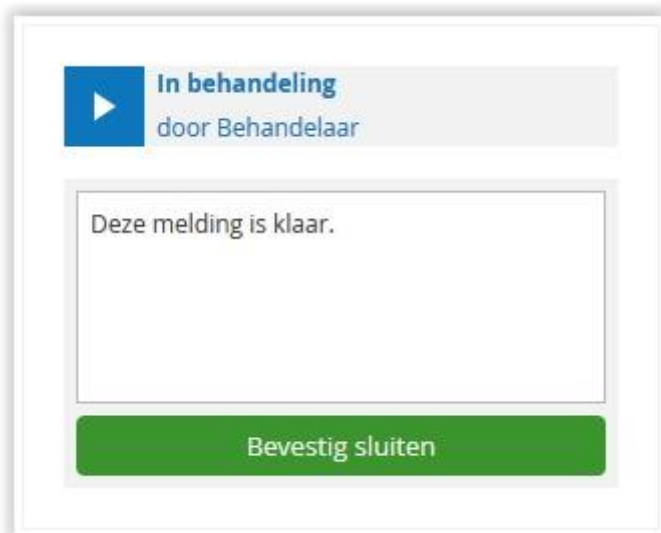 In behandeling
door Behandelaar
Deze melding is klaar.
Bevestig sluiten